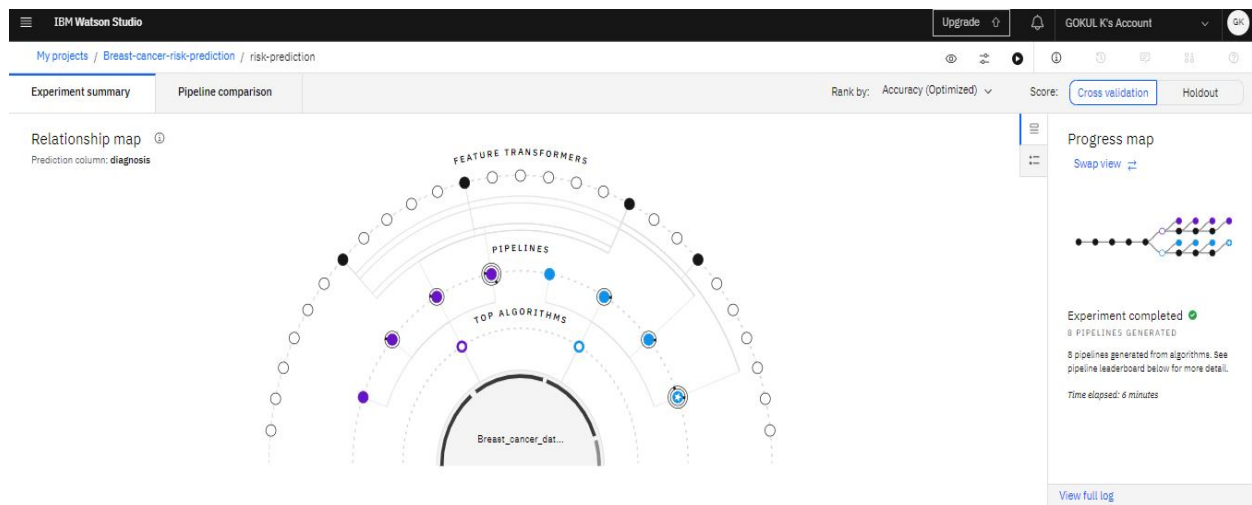 IBM Watson Studio
Upgrade
GOKUL K's Account
GK
My projects / Breast-cancer-risk-prediction / risk-prediction
Experiment summary
Pipeline comparison
Rank by: Accuracy (Optimized)
Score: Cross validation Holdout
Relationship map
Prediction column: diagnosis
FEATURE TRANSFORMERS
PIPELINES
TOP ALGORITHMS
Breast_cancer_dat...
Progress map
Swap view
Experiment completed
8 PIPELINES GENERATED
8 pipelines generated from algorithms. See
pipeline leaderboard below for more detail.
Time elapsed: 6 minutes
View full log